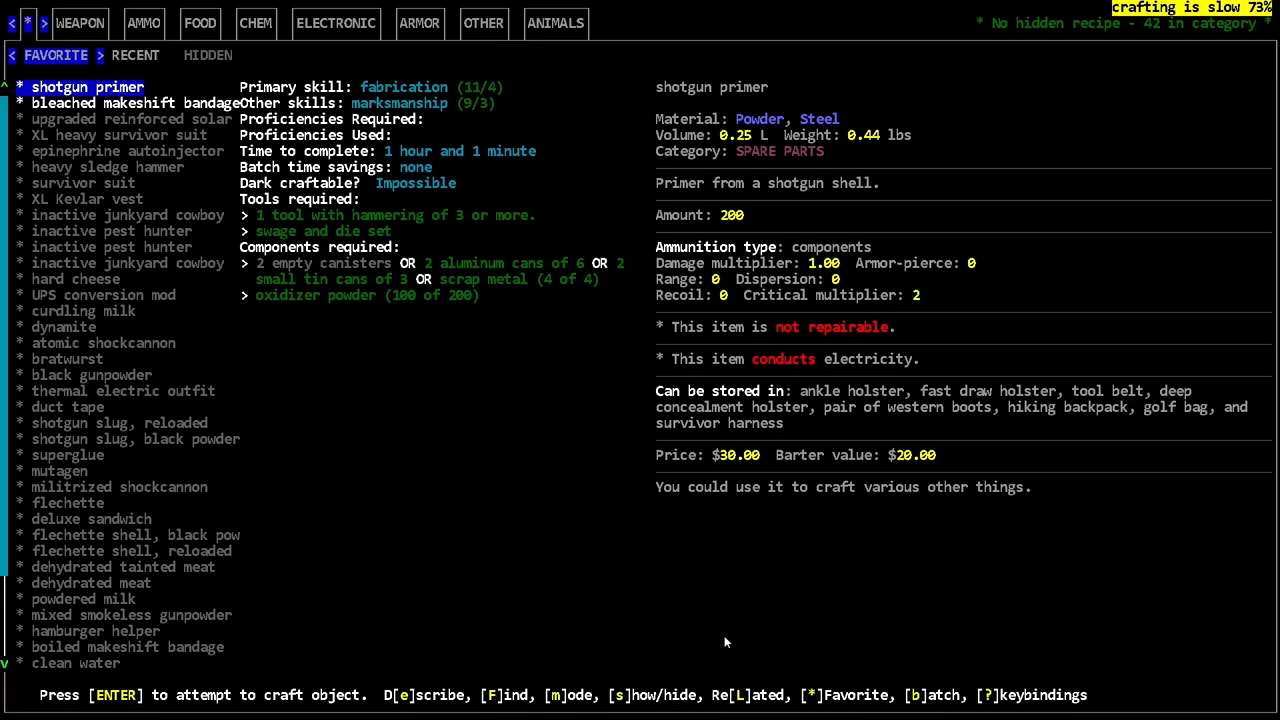 crafting is slow 73%
< * > WEAPON AMMO FOOD CHEM ELECTRONIC ARMOR OTHER ANIMALS
* No hidden recipe - 42 in category *
< FAVORITE > RECENT HIDDEN
^ * shotgun primer
* bleached makeshift bandage
* upgraded reinforced solar
* XL heavy survivor suit
* epinephrine autoinjector
* heavy sledge hammer
* survivor suit
* XL Kevlar vest
* inactive junkyard cowboy
* inactive pest hunter
* inactive pest hunter
* inactive junkyard cowboy
* hard cheese
* UPS conversion mod
* curdling milk
* dynamite
* atomic shockcannon
* bratwurst
* black gunpowder
* thermal electric outfit
* duct tape
* shotgun slug, reloaded
* shotgun slug, black powder
* superglue
* mutagen
* militrized shockcannon
* flechette
* deluxe sandwich
* flechette shell, black pow
* flechette shell, reloaded
* dehydrated tainted meat
* dehydrated meat
* powdered milk
* mixed smokeless gunpowder
* hamburger helper
* boiled makeshift bandage
v * clean water
Primary skill: fabrication (11/4)
Other skills: marksmanship (9/3)
Proficiencies Required:
Proficiencies Used:
Time to complete: 1 hour and 1 minute
Batch time savings: none
Dark craftable? Impossible
Tools required:
> 1 tool with hammering of 3 or more.
> swage and die set
Components required:
> 2 empty canisters OR 2 aluminum cans of 6 OR 2
small tin cans of 3 OR scrap metal (4 of 4)
> oxidizer powder (100 of 200)
shotgun primer
Material: Powder, Steel
Volume: 0.25 L Weight: 0.44 lbs
Category: SPARE PARTS
Primer from a shotgun shell.
Amount: 200
Ammunition type: components
Damage multiplier: 1.00 Armor-pierce: 0
Range: 0 Dispersion: 0
Recoil: 0 Critical multiplier: 2
* This item is not repairable.
* This item conducts electricity.
Can be stored in: ankle holster, fast draw holster, tool belt, deep
concealment holster, pair of western boots, hiking backpack, golf bag, and
survivor harness
Price: $30.00 Barter value: $20.00
You could use it to craft various other things.
Press [ENTER] to attempt to craft object. D[e]scribe, [F]ind, [m]ode, [s]how/hide, Re[L]ated, [*]Favorite, [b]atch, [?]keybindings